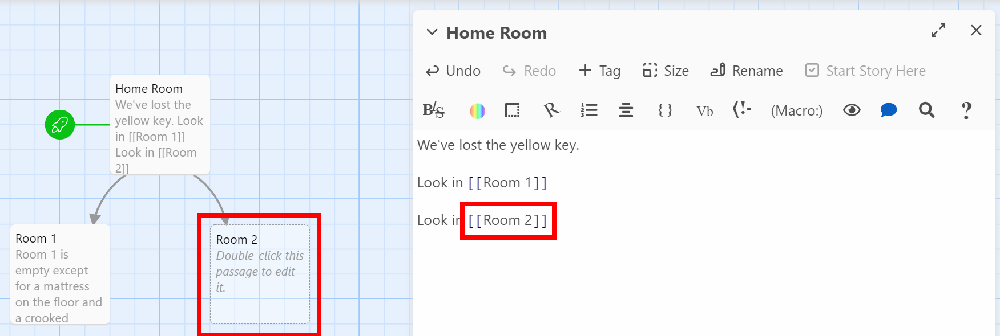 Home Room
We've lost the
yellow key. Look
in [[Room 1]]
Look in [[Room
2]]
Room 1
Room 1 is
empty except
for a mattress
on the floor and
a crooked
Room 2
Double-click this
passage to edit
it.
Home Room
Undo Redo Tag Size Rename Start Story Here
B/S { } Vb (!- (Macro:) ?
We've lost the yellow key.
Look in [[Room 1]]
Look in [[Room 2]]